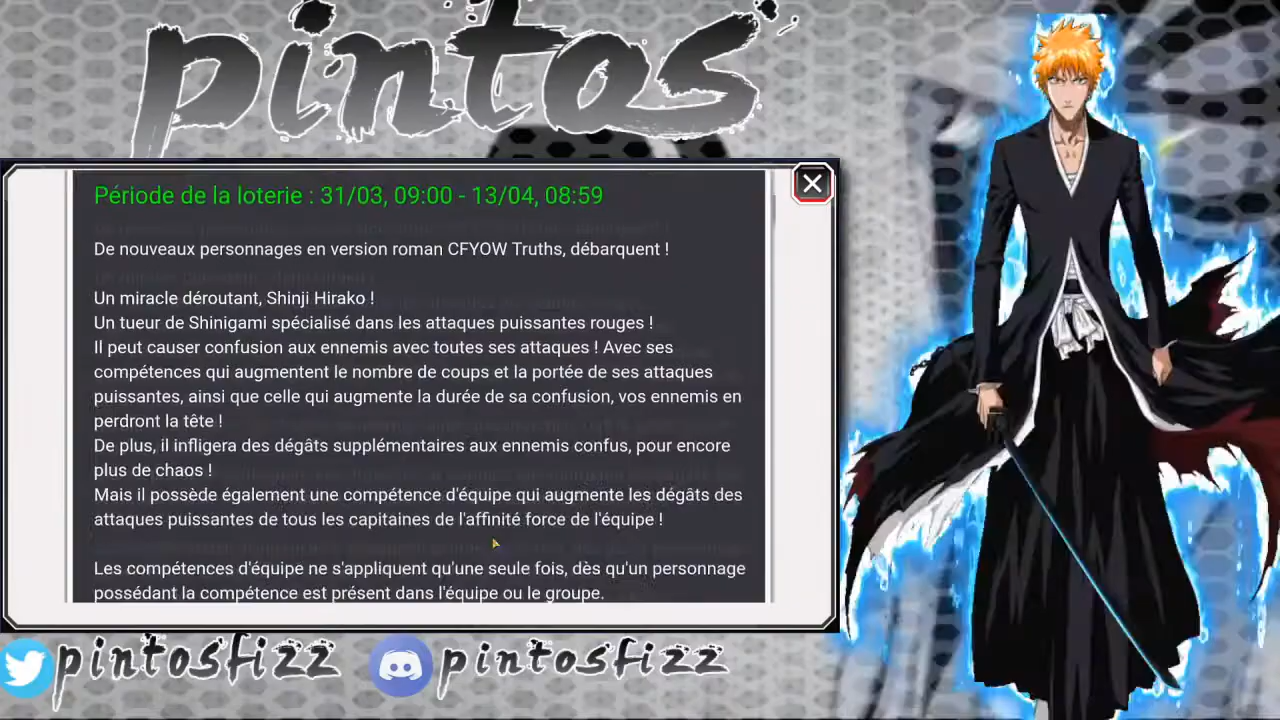 pintos
Période de la loterie : 31/03, 09:00 - 13/04, 08:59
De nouveaux personnages en version roman CFYOW Truths, débarquent !
Un miracle déroutant, Shinji Hirako !
Un tueur de Shinigami spécialisé dans les attaques puissantes rouges !
Il peut causer confusion aux ennemis avec toutes ses attaques ! Avec ses
compétences qui augmentent le nombre de coups et la portée de ses attaques
puissantes, ainsi que celle qui augmente la durée de sa confusion, vos ennemis en
perdront la tête !
De plus, il infligera des dégâts supplémentaires aux ennemis confus, pour encore
plus de chaos !
Mais il possède également une compétence d'équipe qui augmente les dégâts des
attaques puissantes de tous les capitaines de l'affinité force de l'équipe !
Les compétences d'équipe ne s'appliquent qu'une seule fois, dès qu'un personnage
possédant la compétence est présent dans l'équipe ou le groupe.
pintosfizz pintosfizz